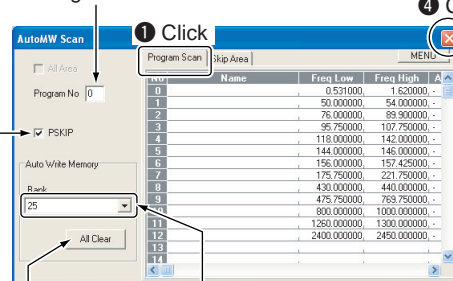 ❹ C
❶ Click
AutoMW Scan
Program Scan
Skip Area
MENU
All Area
Program No 0
PSKIP
Auto Write Memory
Bank
25
All Clear
No Name Freq Low Freq High A
0 0.531000, 1.620000, -
1 50.000000, 54.000000, -
2 76.000000, 89.900000, -
3 95.750000, 107.750000, -
4 118.000000, 142.000000, -
5 144.000000, 146.000000, -
6 156.000000, 157.425000, -
7 175.750000, 221.750000, -
8 430.000000, 440.000000, -
9 475.750000, 769.750000, -
10 800.000000, 1000.000000, -
11 1260.000000, 1300.000000, -
12 2400.000000, 2450.000000, -
13
14